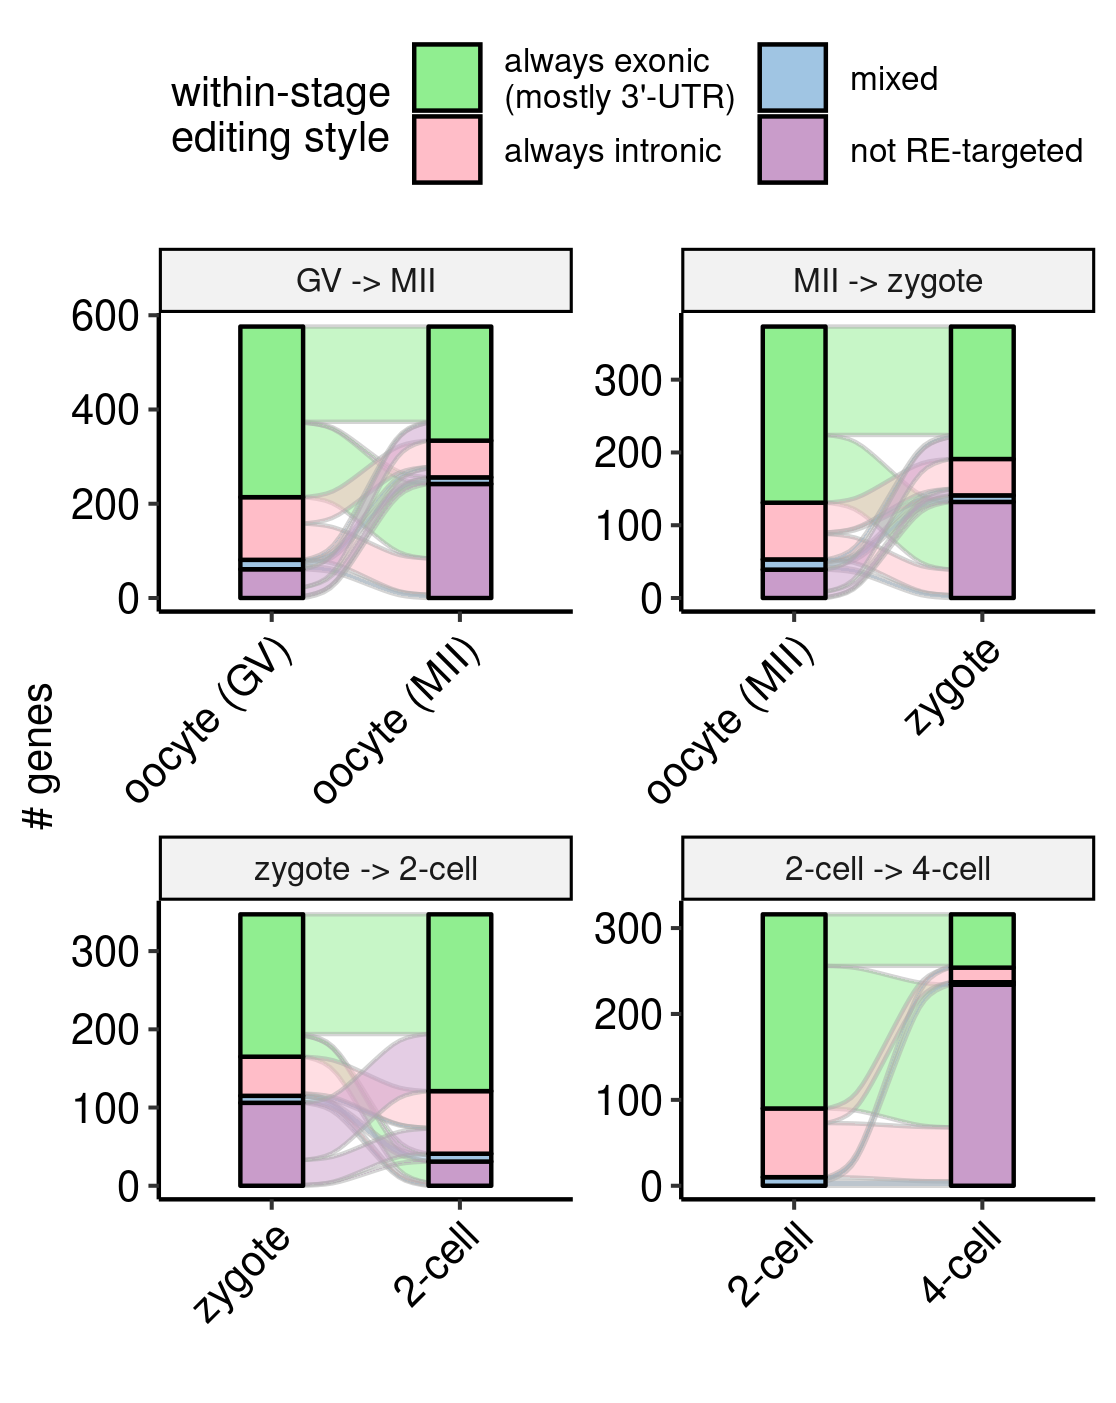 within-stage
editing style
always exonic
(mostly 3'-UTR)
always intronic
mixed
not RE-targeted
# genes
GV -> MII
600
400
200
0
oocyte (GV)
oocyte (MII)
MII -> zygote
300
200
100
0
oocyte (MII)
zygote
zygote -> 2-cell
300
200
100
0
zygote
2-cell
2-cell -> 4-cell
300
200
100
0
2-cell
4-cell